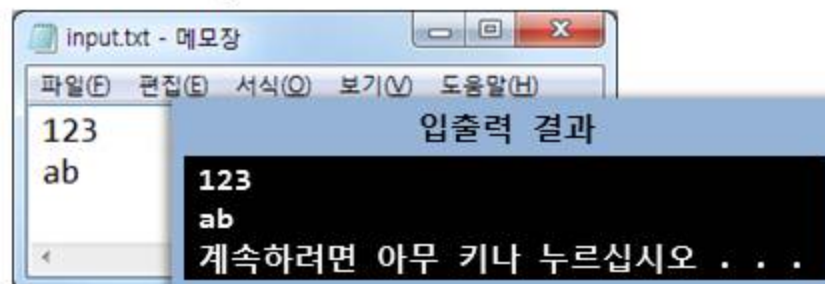 input.txt - 메모장
파일(F) 편집(E) 서식(O) 보기(V) 도움말(H)
123
ab
입출력 결과
123
ab
계속하려면 아무 키나 누르십시오 . . .